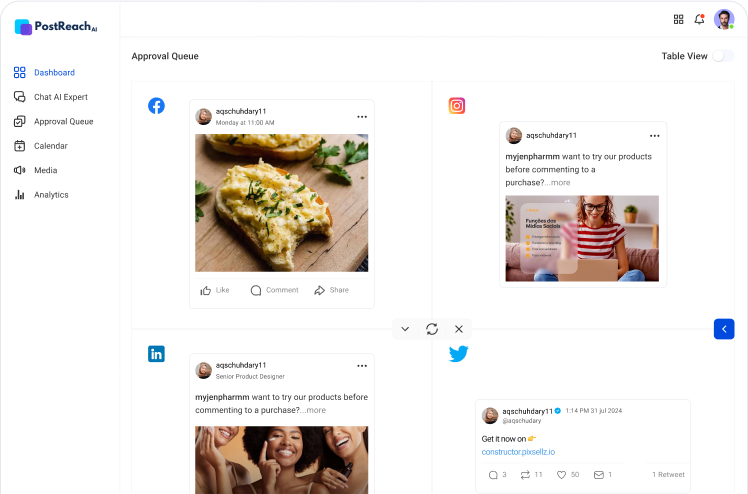 PostReach AI
Approval Queue
Table View
Dashboard
Chat AI Expert
Approval Queue
Calendar
Media
Analytics
aqschuhdary11
Monday at 11:00 AM
Like
Comment
Share
aqschuhdary11
myjenpharmm want to try our products
before commenting to a
purchase?...more
Funções das
Mídias Sociais
aqschuhdary11
Senior Product Designer
myjenpharmm want to try our products before
commenting to a purchase?...more
aqschuhdary11 1:14 PM 31 jul 2024
@aqschudary
Get it now on 👉
constructor.pixsellz.io
3
11
50
1
1 Retweet